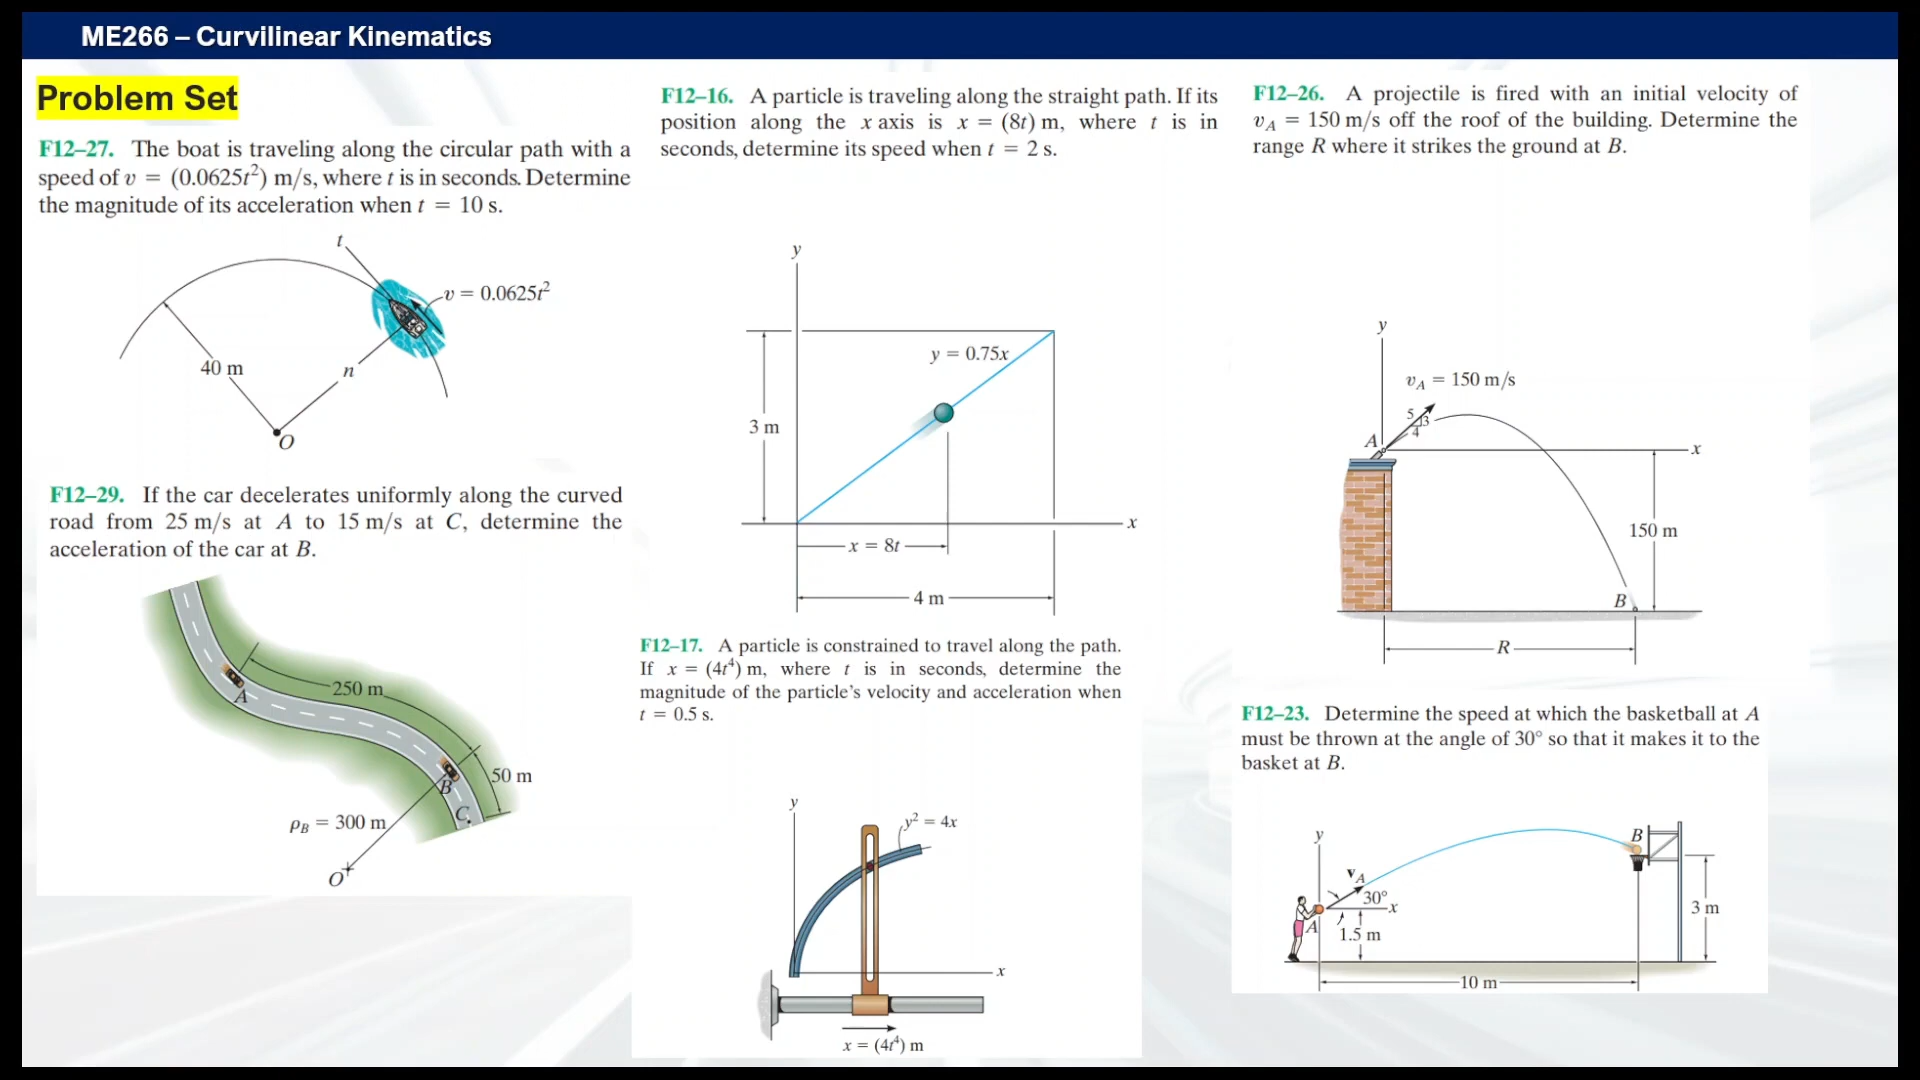 ME266 – Curvilinear Kinematics
Problem Set
F12–27. The boat is traveling along the circular path with a
speed of v = (0.0625t²) m/s, where t is in seconds. Determine
the magnitude of its acceleration when t = 10 s.
t
v = 0.0625t²
40 m
n
O
F12–29. If the car decelerates uniformly along the curved
road from 25 m/s at A to 15 m/s at C, determine the
acceleration of the car at B.
250 m
A
B
50 m
C
ρB = 300 m
O
F12–16. A particle is traveling along the straight path. If its
position along the x axis is x = (8t) m, where t is in
seconds, determine its speed when t = 2 s.
y
y = 0.75x
3 m
x
x = 8t
4 m
F12–17. A particle is constrained to travel along the path.
If x = (4t⁴) m, where t is in seconds, determine the
magnitude of the particle's velocity and acceleration when
t = 0.5 s.
y
y² = 4x
x
x = (4t⁴) m
F12–26. A projectile is fired with an initial velocity of
vA = 150 m/s off the roof of the building. Determine the
range R where it strikes the ground at B.
y
vA = 150 m/s
5
3
4
A
x
150 m
B
R
F12–23. Determine the speed at which the basketball at A
must be thrown at the angle of 30° so that it makes it to the
basket at B.
y
B
vA
30°
x
A
1.5 m
3 m
10 m